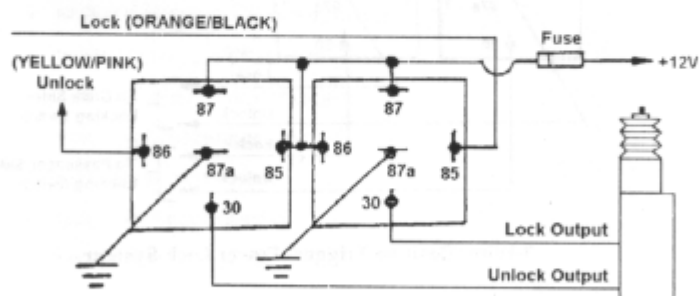 Lock (ORANGE/BLACK)
Fuse
(YELLOW/PINK)
Unlock
+12V
87
87
86
85
86
85
87a
87a
30
30
Lock Output
Unlock Output